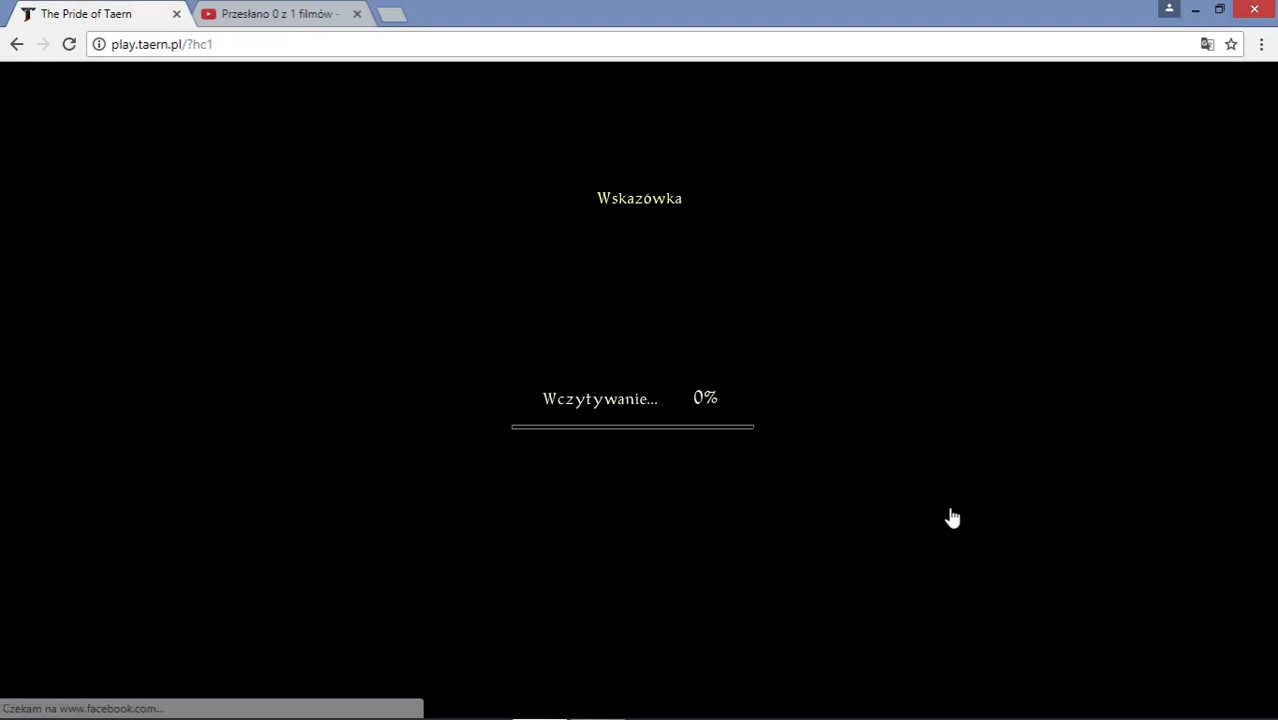 The Pride of Taern
Przesłano 0 z 1 filmów -
play.taern.pl/?hc1
Wskazówka
Wczytywanie... 0%
Czekam na www.facebook.com...